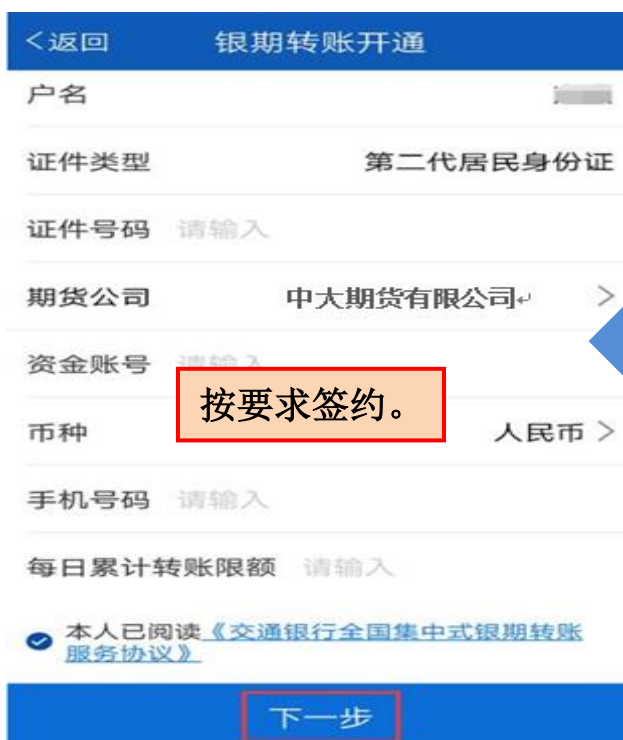 <返回 银期转账开通
户名
证件类型 第二代居民身份证
证件号码 请输入
期货公司 中大期货有限公司↵ >
资金账号 请输入
按要求签约。
币种 人民币 >
手机号码 请输入
每日累计转账限额 请输入
本人已阅读《交通银行全国集中式银期转账
服务协议》
下一步